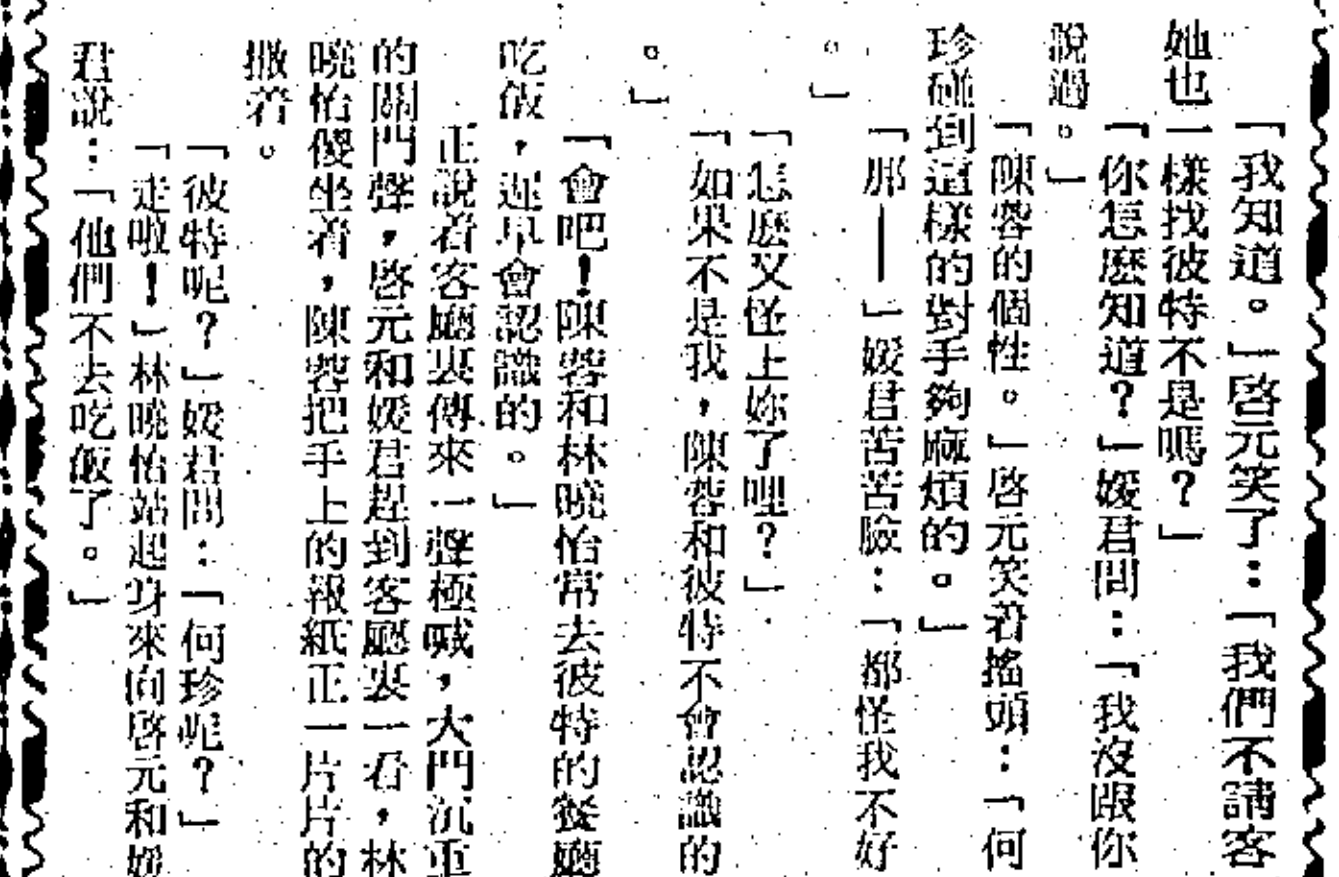 「我知道。」啓元笑了：「我們不請客
她也一樣找彼特不是嗎？」
「你怎麼知道？」媛君問：「我沒跟你
說過。」
「陳蓉的個性。」啓元笑着搖頭：「何
珍碰到這樣的對手夠麻煩的。」
「那——」媛君苦苦臉：「都怪我不好
。」
「怎麼又怪上妳了哩？」
「如果不是我，陳蓉和彼特不會認識的
。」
「會吧！陳蓉和林曉怡常去彼特的餐廳
吃飯，遲早會認識的。」
正說着客廳裏傳來一聲極喊，大門沉重
的關門聲，啓元和媛君趕到客廳裏一看，林
曉怡傻坐着，陳蓉把手上的報紙正一片片的
撒着。
「彼特呢？」媛君問：「何珍呢？」
「走啦！」林曉怡站起身來向啓元和媛
君說：「他們不去吃飯了。」